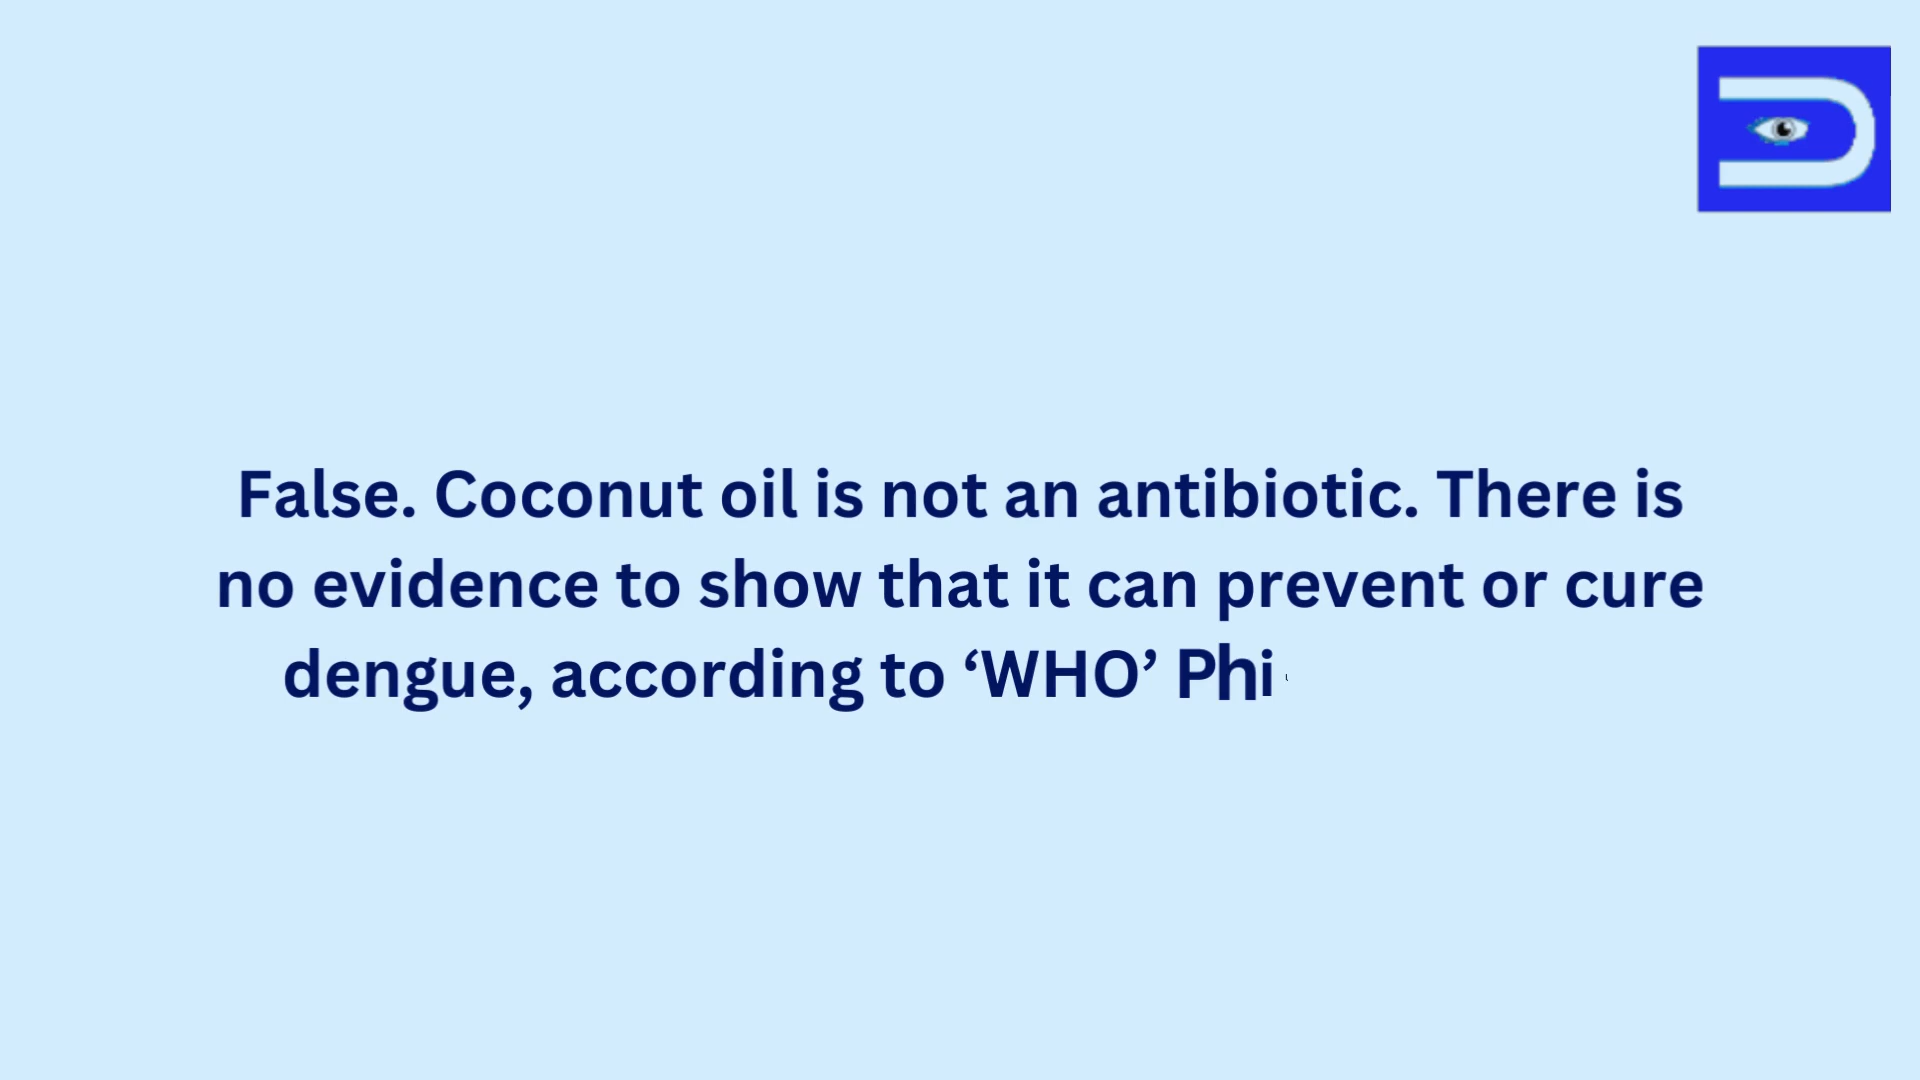 False. Coconut oil is not an antibiotic. There is
no evidence to show that it can prevent or cure
dengue, according to ‘WHO’ Phi